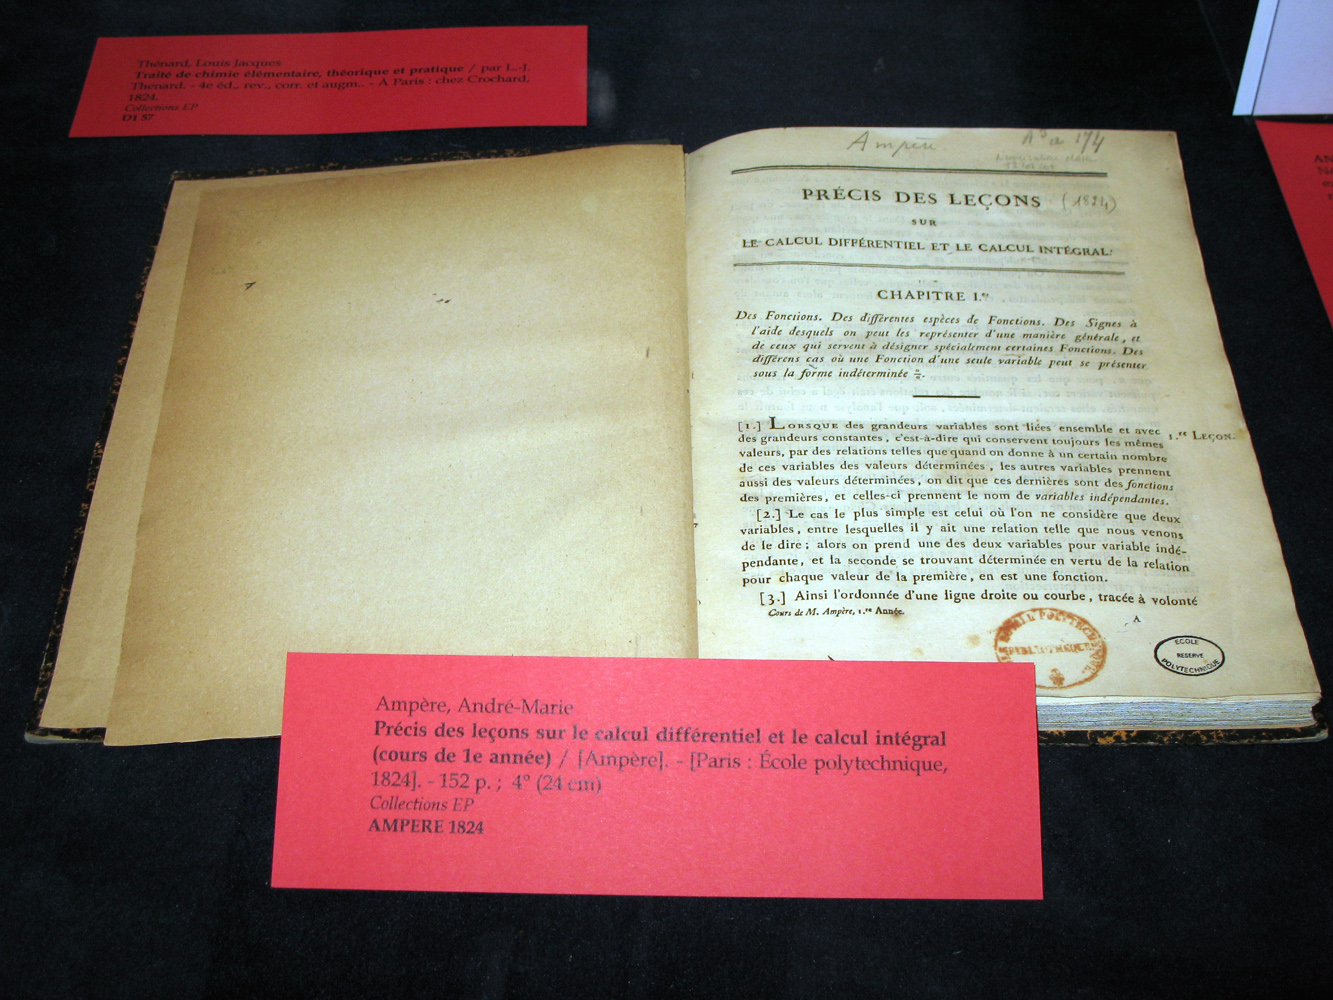 Thénard, Louis Jacques
Traité de chimie élémentaire, théorique et pratique / par L.-J.
Thenard. - 4e éd., rev., corr. et augm.. - À Paris : chez Crochard,
1824.
Collections EP
D1 57
Ampère
PRÉCIS DES LEÇONS (1824)
SUR
LE CALCUL DIFFÉRENTIEL ET LE CALCUL INTÉGRAL.
CHAPITRE I.er
Des Fonctions. Des différentes espèces de Fonctions. Des Signes à
l'aide desquels on peut les représenter d'une manière générale, et
de ceux qui servent à désigner spécialement certaines Fonctions. Des
différens cas où une Fonction d'une seule variable peut se présenter
sous la forme indéterminée
[1.] LORSQUE des grandeurs variables sont liées ensemble et avec
1.re LEÇON.
des grandeurs constantes, c'est-à-dire qui conservent toujours les mêmes
valeurs, par des relations telles que quand on donne à un certain nombre
de ces variables des valeurs déterminées, les autres variables prennent
aussi des valeurs déterminées, on dit que ces dernières sont des fonctions
des premières, et celles-ci prennent le nom de variables indépendantes.
[2.] Le cas le plus simple est celui où l'on ne considère que deux
variables, entre lesquelles il y ait une relation telle que nous venons
de le dire; alors on prend une des deux variables pour variable indé-
pendante, et la seconde se trouvant déterminée en vertu de la relation
pour chaque valeur de la première, en est une fonction.
[3.] Ainsi l'ordonnée d'une ligne droite ou courbe, tracée à volonté
Cours de M. Ampère, 1.re Année.
A
ECOLE
RESERVE
POLYTECHNIQUE
Ampère, André-Marie
Précis des leçons sur le calcul différentiel et le calcul intégral
(cours de 1e année) / [Ampère]. - [Paris : École polytechnique,
1824]. - 152 p. ; 4° (24 cm)
Collections EP
AMPERE 1824